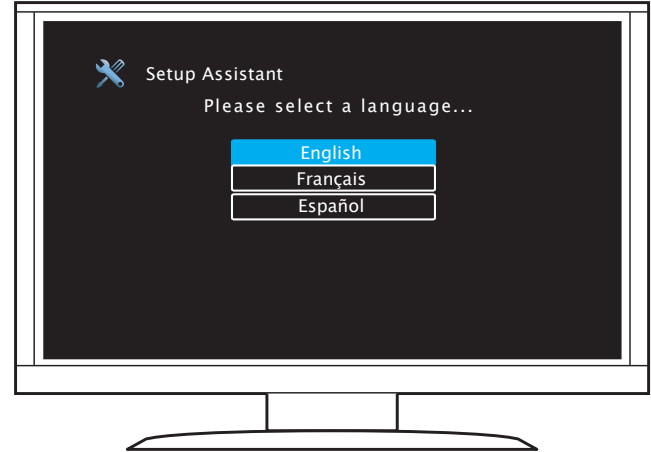 Setup Assistant
Please select a language...
English
Français
Español